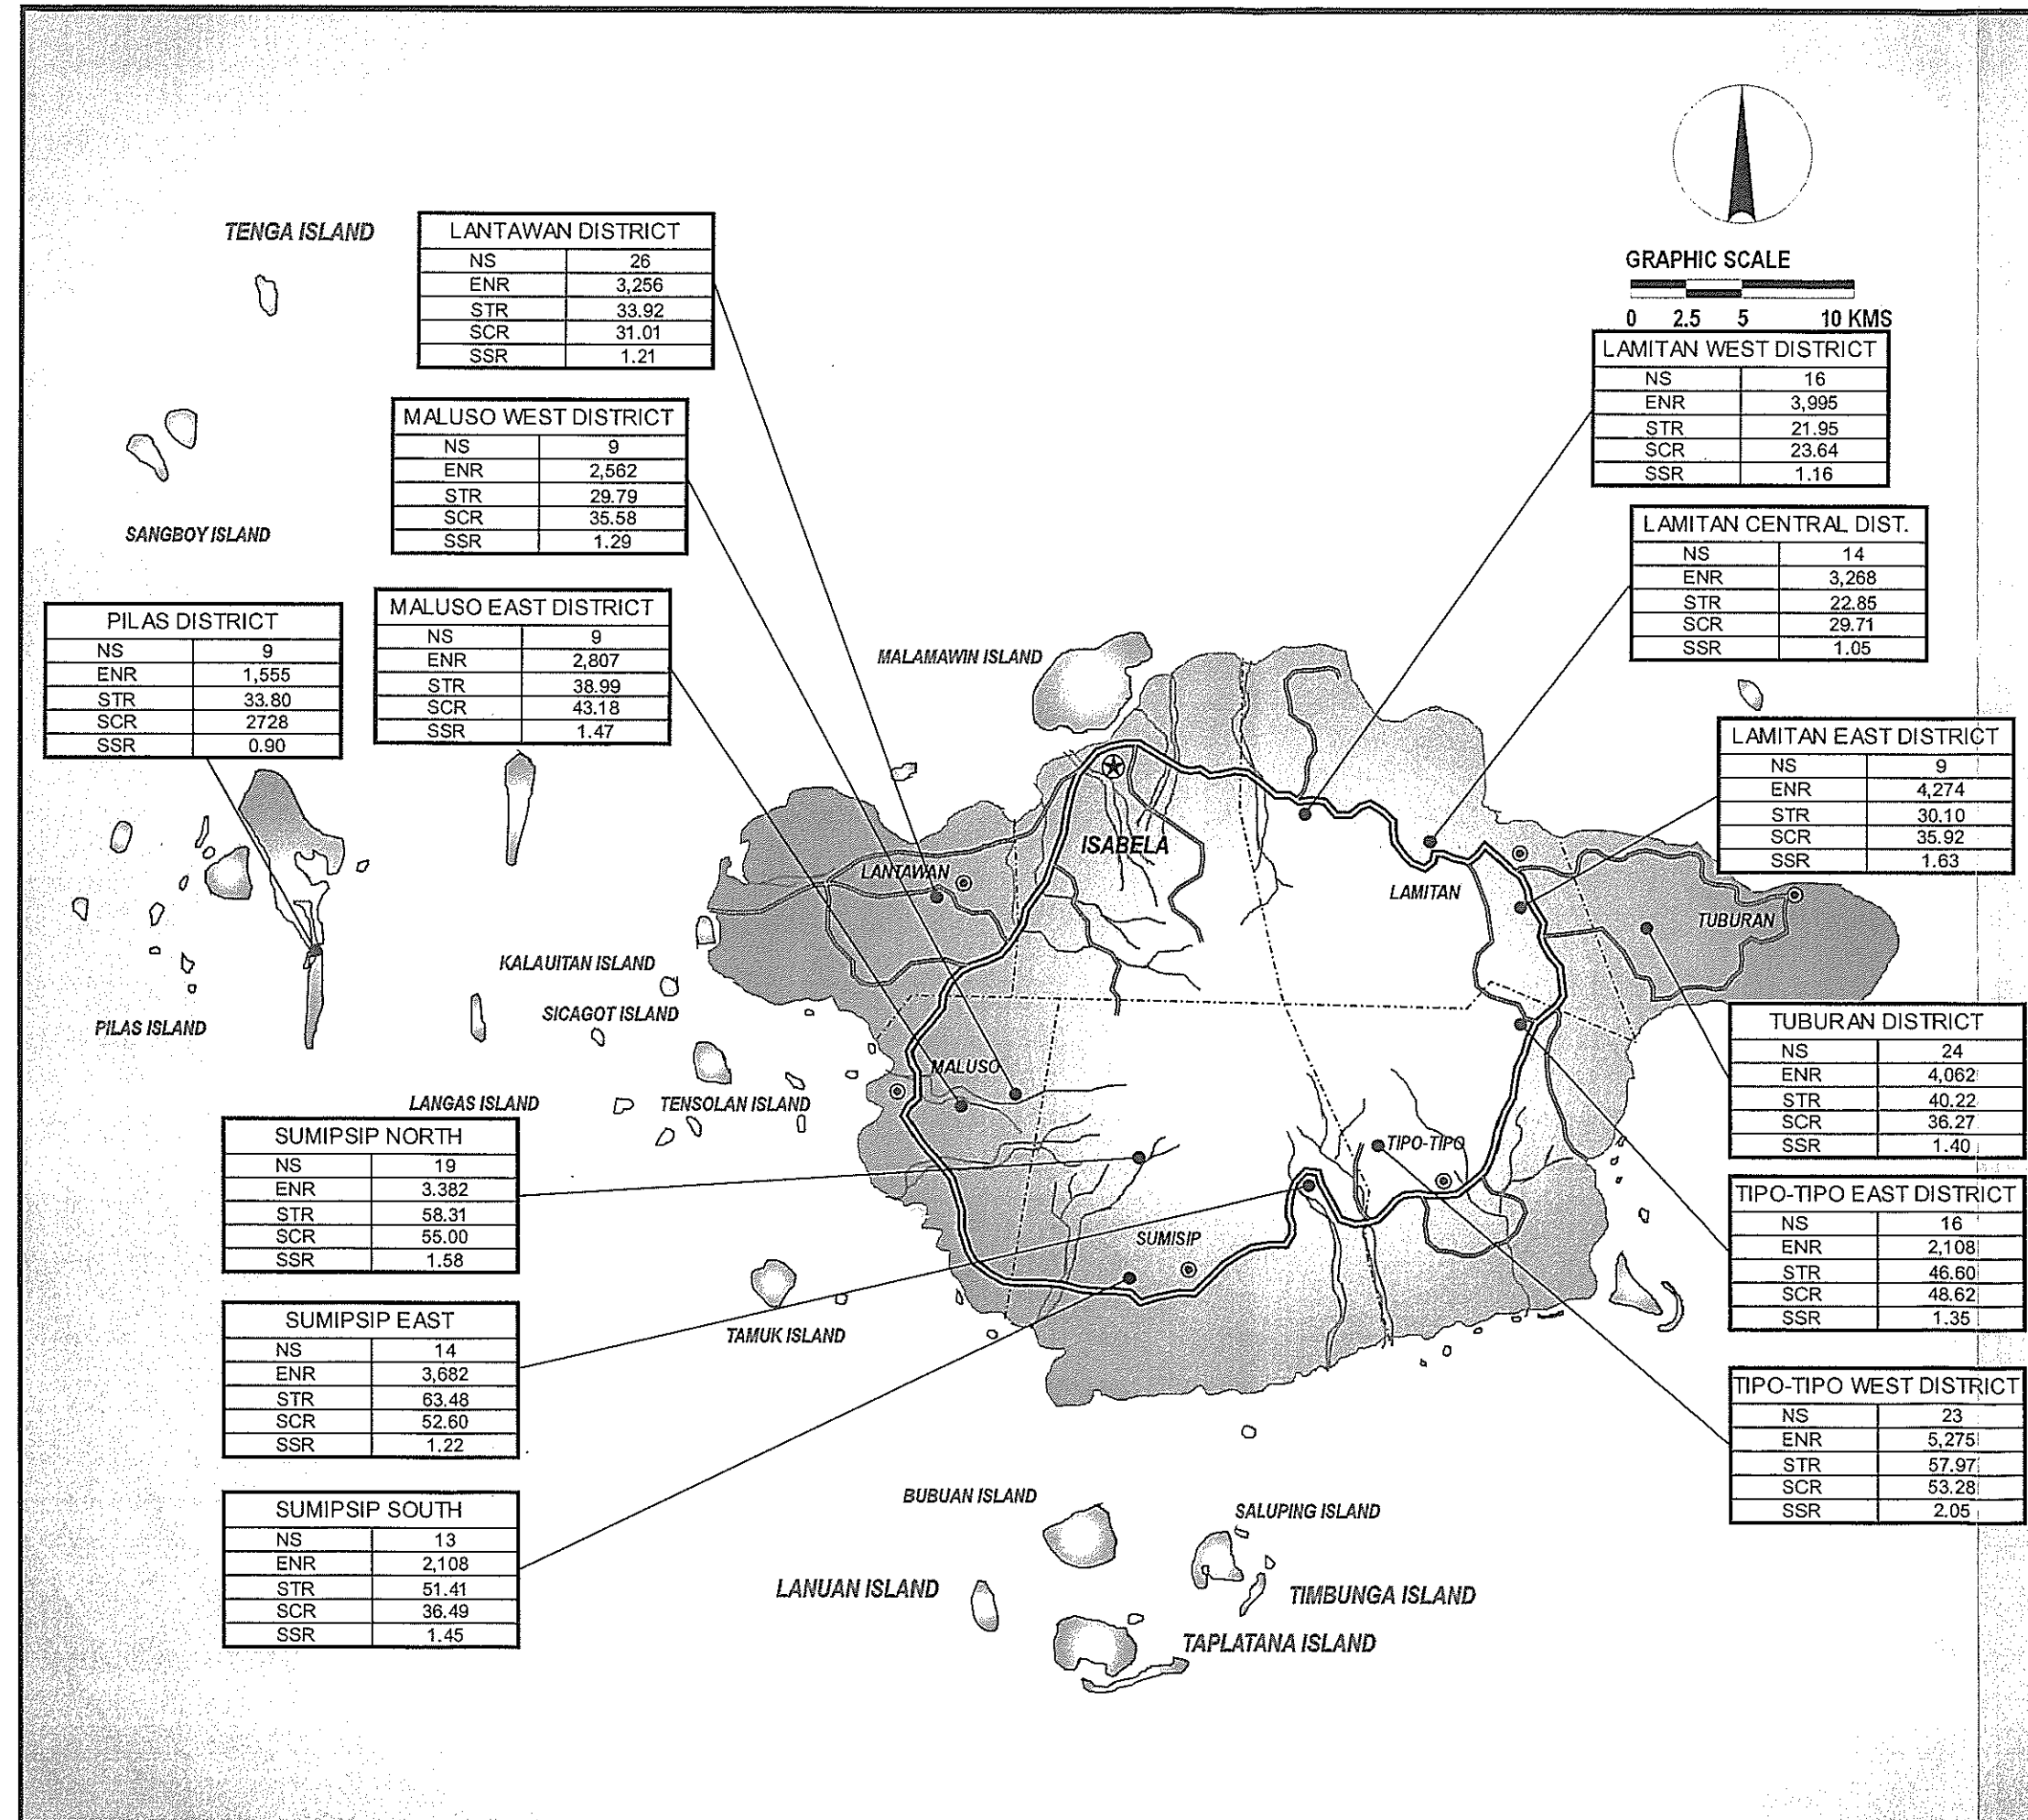 TENGA ISLAND
LANTAWAN DISTRICT
NS 26
ENR 3,256
STR 33.92
SCR 31.01
SSR 1.21
GRAPHIC SCALE
0 2.5 5 10 KMS
LAMITAN WEST DISTRICT
NS 16
ENR 3,995
STR 21.95
SCR 23.64
SSR 1.16
MALUSO WEST DISTRICT
NS 9
ENR 2,562
STR 29.79
SCR 35.58
SSR 1.29
SANGBOY ISLAND
LAMITAN CENTRAL DIST.
NS 14
ENR 3,268
STR 22.85
SCR 29.71
SSR 1.05
PILAS DISTRICT
NS 9
ENR 1,555
STR 33.80
SCR 2728
SSR 0.90
MALUSO EAST DISTRICT
NS 9
ENR 2,807
STR 38.99
SCR 43.18
SSR 1.47
MALAMAWIN ISLAND
LAMITAN EAST DISTRICT
NS 9
ENR 4,274
STR 30.10
SCR 35.92
SSR 1.63
ISABELA
LANTAWAN
LAMITAN
TUBURAN
KALAUITAN ISLAND
SICAGOT ISLAND
PILAS ISLAND
TUBURAN DISTRICT
NS 24
ENR 4,062
STR 40.22
SCR 36.27
SSR 1.40
MALUSO
LANGAS ISLAND
TENSOLAN ISLAND
SUMIPSIP NORTH
NS 19
ENR 3.382
STR 58.31
SCR 55.00
SSR 1.58
TIPO-TIPO
TIPO-TIPO EAST DISTRICT
NS 16
ENR 2,108
STR 46.60
SCR 48.62
SSR 1.35
SUMISIP
SUMIPSIP EAST
NS 14
ENR 3,682
STR 63.48
SCR 52.60
SSR 1.22
TAMUK ISLAND
TIPO-TIPO WEST DISTRICT
NS 23
ENR 5,275
STR 57.97
SCR 53.28
SSR 2.05
SUMIPSIP SOUTH
NS 13
ENR 2,108
STR 51.41
SCR 36.49
SSR 1.45
BUBUAN ISLAND
SALUPING ISLAND
LANUAN ISLAND
TIMBUNGA ISLAND
TAPLATANA ISLAND